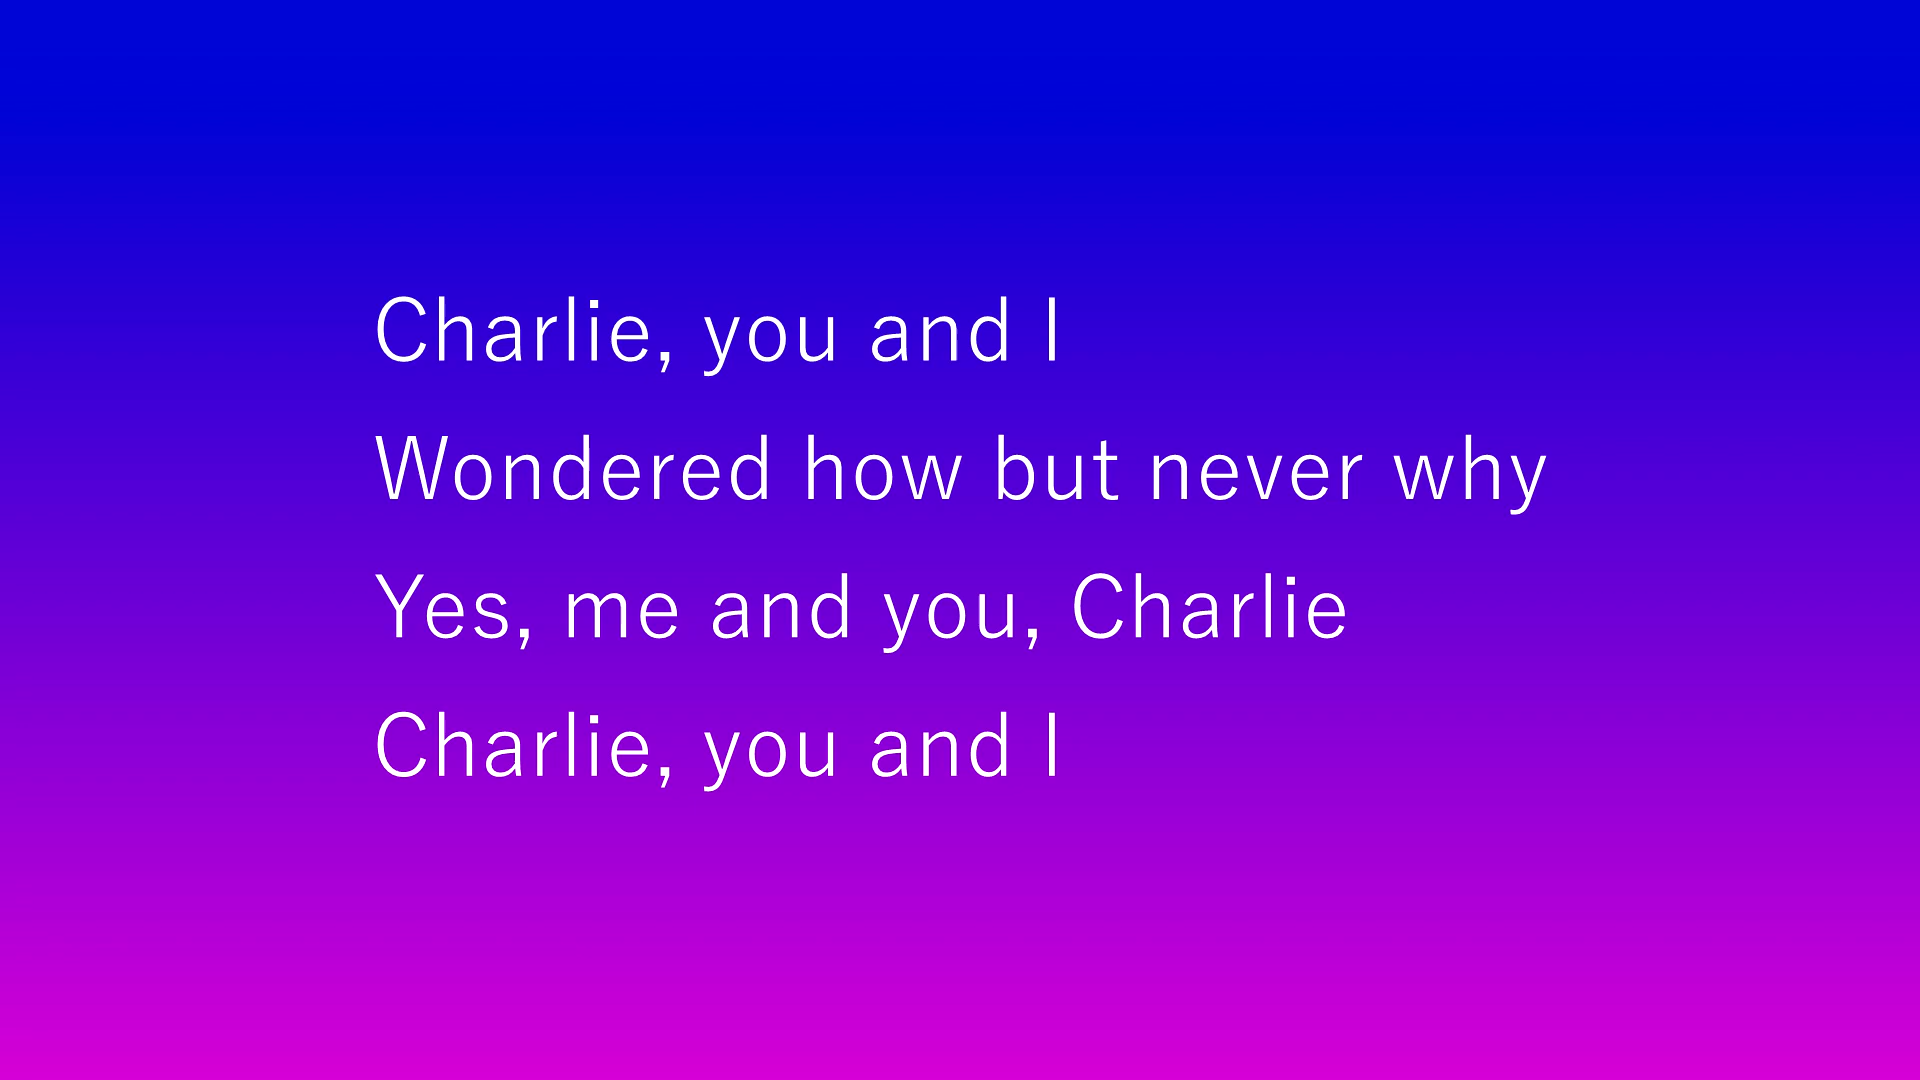 Charlie, you and I
Wondered how but never why
Yes, me and you, Charlie
Charlie, you and I